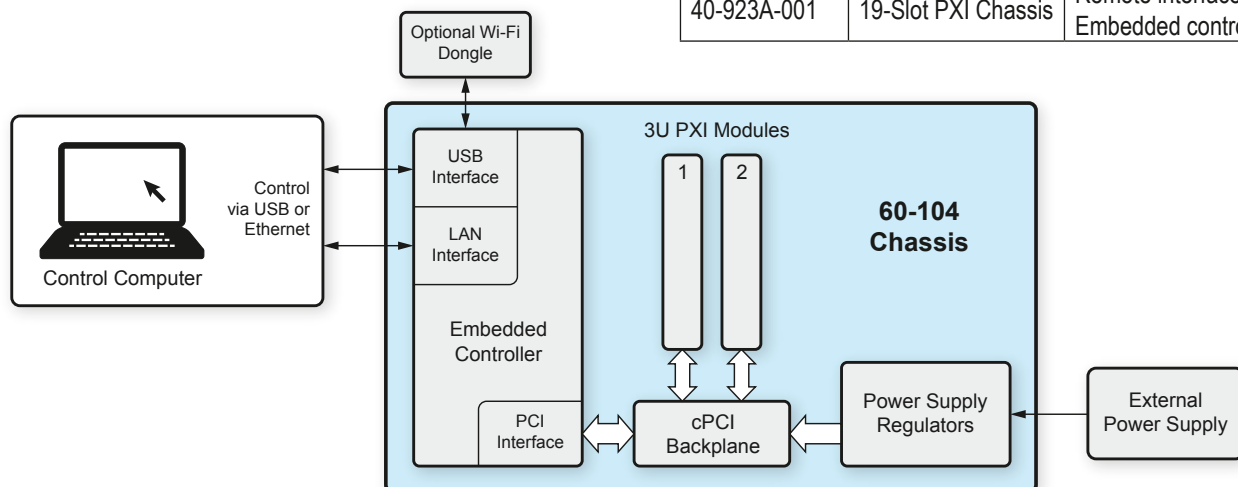 40-923A-001
19-Slot PXI Chassis
Embedded
Optional Wi-Fi
Dongle
3U PXI Modules
USB
Interface
1
2
Control
via USB or
Ethernet
60-104
Chassis
LAN
Interface
Control Computer
Embedded
Controller
Power Supply
Regulators
External
Power Supply
PCI
Interface
cPCI
Backplane